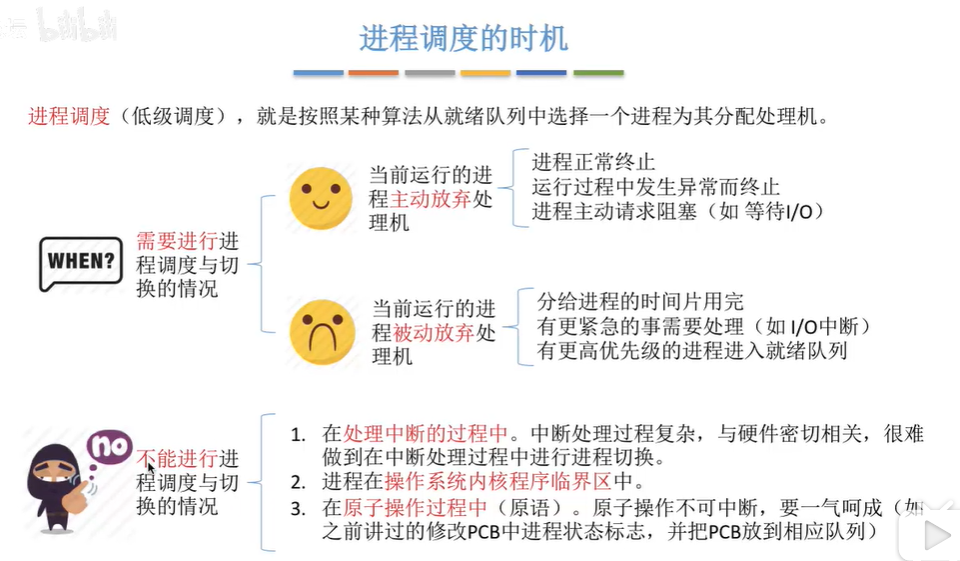 bilibili
进程调度的时机
进程调度（低级调度），就是按照某种算法从就绪队列中选择一个进程为其分配处理机。
WHEN?
需要进行进
程调度与切
换的情况
当前运行的进
程主动放弃处
理机
进程正常终止
运行过程中发生异常而终止
进程主动请求阻塞（如 等待I/O）
当前运行的进
程被动放弃处
理机
分给进程的时间片用完
有更紧急的事需要处理（如 I/O中断）
有更高优先级的进程进入就绪队列
no
不能进行进
程调度与切
换的情况
1. 在处理中断的过程中。中断处理过程复杂，与硬件密切相关，很难
做到在中断处理过程中进行进程切换。
2. 进程在操作系统内核程序临界区中。
3. 在原子操作过程中（原语）。原子操作不可中断，要一气呵成（如
之前讲过的修改PCB中进程状态标志，并把PCB放到相应队列）